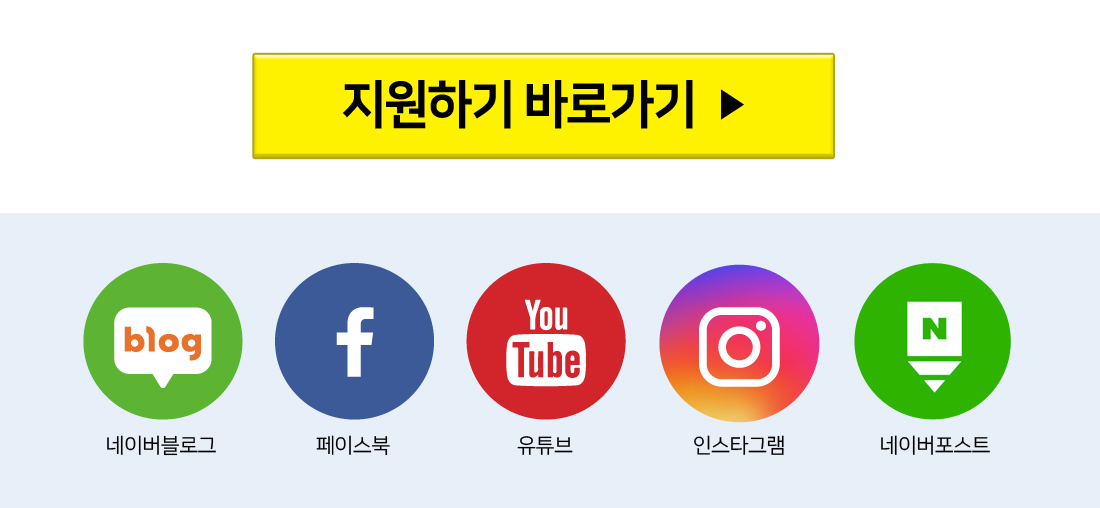 지원하기 바로가기 ▶
blog
f
You
Tube
N
네이버블로그
페이스북
유튜브
인스타그램
네이버포스트